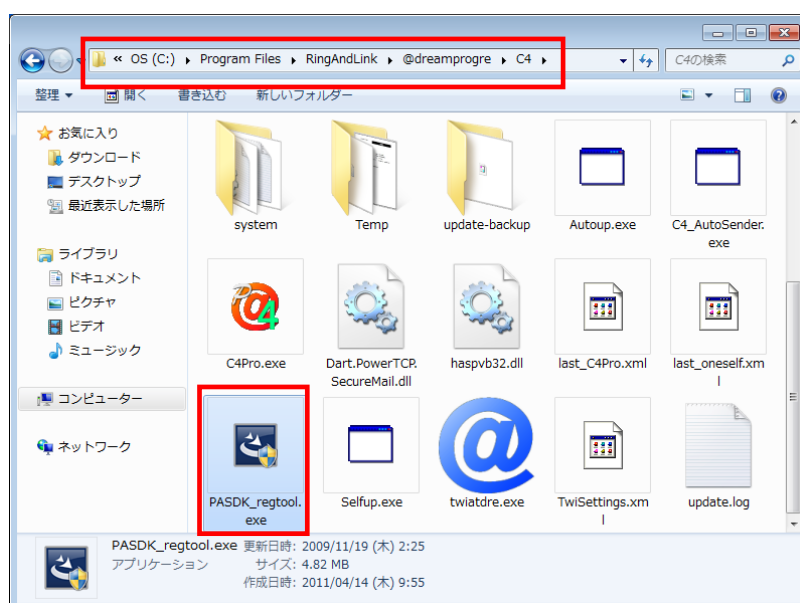 « OS (C:) ▸ Program Files ▸ RingAndLink ▸ @dreamprogre ▸ C4 ▸
C4の検索
整理 ▼
開く
書き込む
新しいフォルダー
お気に入り
ダウンロード
デスクトップ
最近表示した場所
ライブラリ
ドキュメント
ピクチャ
ビデオ
ミュージック
コンピューター
ネットワーク
system
Temp
update-backup
Autoup.exe
C4_AutoSender.
exe
C4Pro.exe
Dart.PowerTCP.
SecureMail.dll
haspvb32.dll
last_C4Pro.xml
last_oneself.xm
l
PASDK_regtool.
exe
Selfup.exe
twiatdre.exe
TwiSettings.xm
l
update.log
PASDK_regtool.exe 更新日時: 2009/11/19 (木) 2:25
アプリケーション サイズ: 4.82 MB
作成日時: 2011/04/14 (木) 9:55